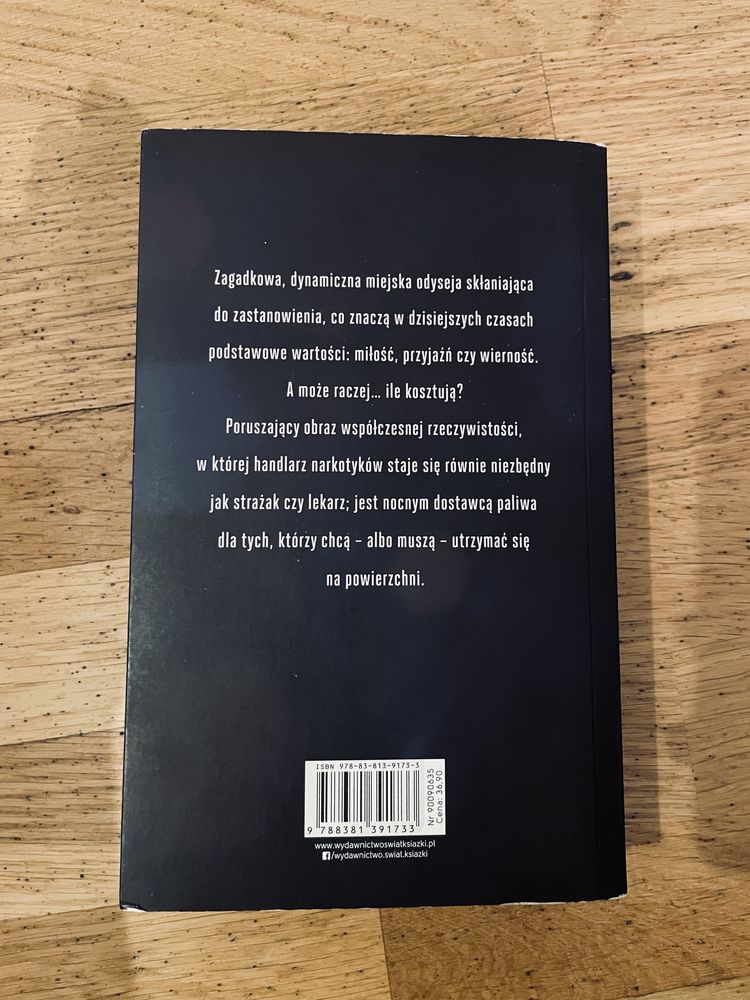 Zagadkowa, dynamiczna miejska odyseja skłaniająca
do zastanowienia, co znaczą w dzisiejszych czasach
podstawowe wartości: miłość, przyjaźń czy wierność.
A może raczej... ile kosztują?
Poruszający obraz współczesnej rzeczywistości,
w której handlarz narkotyków staje się równie niezbędny
jak strażak czy lekarz; jest nocnym dostawcą paliwa
dla tych, którzy chcą – albo muszą – utrzymać się
na powierzchni.
ISBN 978-83-813-9173-3
9 788381 391733
Nr 90090635
Cena: 36,90
www.wydawnictwoswiatksiazki.pl
/wydawnictwo.swiat.ksiazki